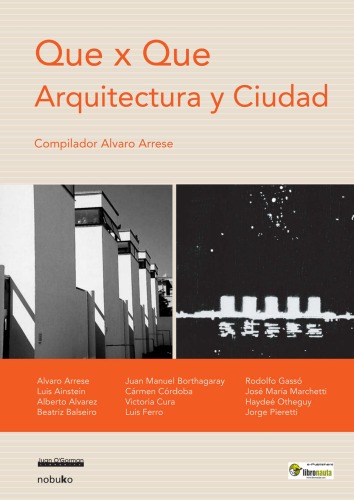 Que x Que
Arquitectura y Ciudad
Compilador Alvaro Arrese
Alvaro Arrese
Luis Ainstein
Alberto Alvarez
Beatriz Balseiro
Juan Manuel Borthagaray
Cármen Córdoba
Victoria Cura
Luis Ferro
Rodolfo Gassó
José María Marchetti
Haydeé Otheguy
Jorge Pieretti
Juan O'Gorman
nobuko
e-Publishers
libronauta